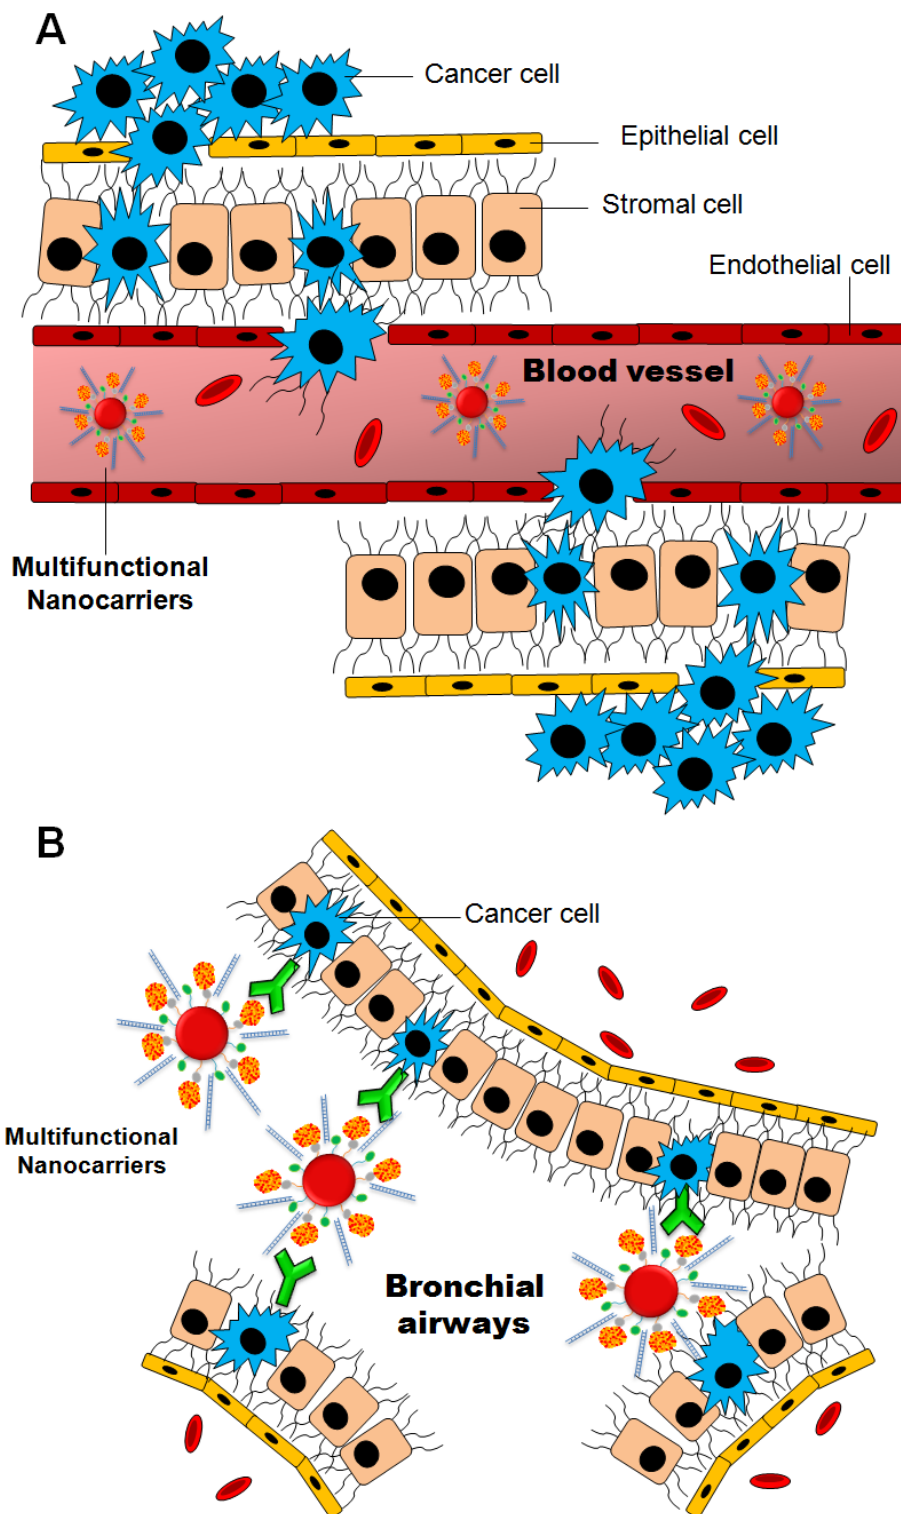 A
Cancer cell
Epithelial cell
Stromal cell
Endothelial cell
Blood vessel
Multifunctional
Nanocarriers
B
Cancer cell
Multifunctional
Nanocarriers
Bronchial
airways